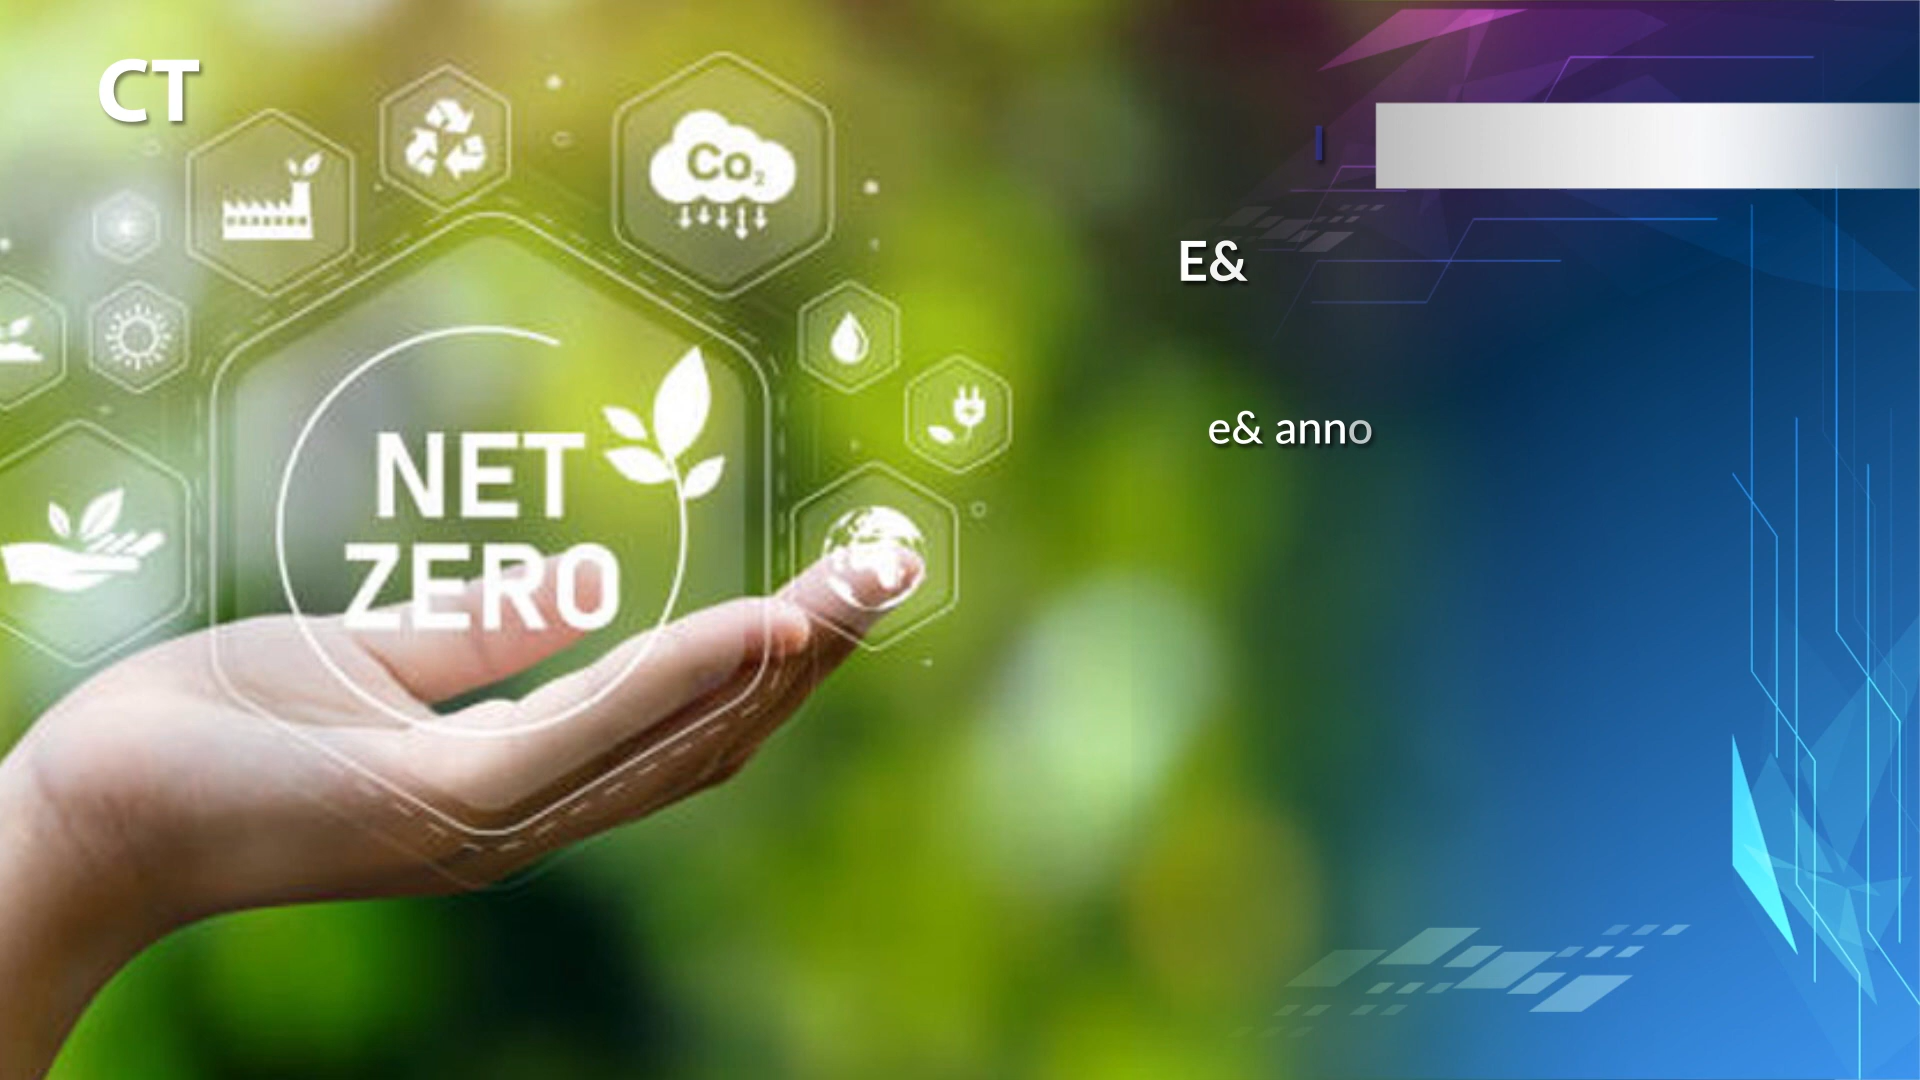 CT
Co₂
I
E&
e& anno
NET
ZERO